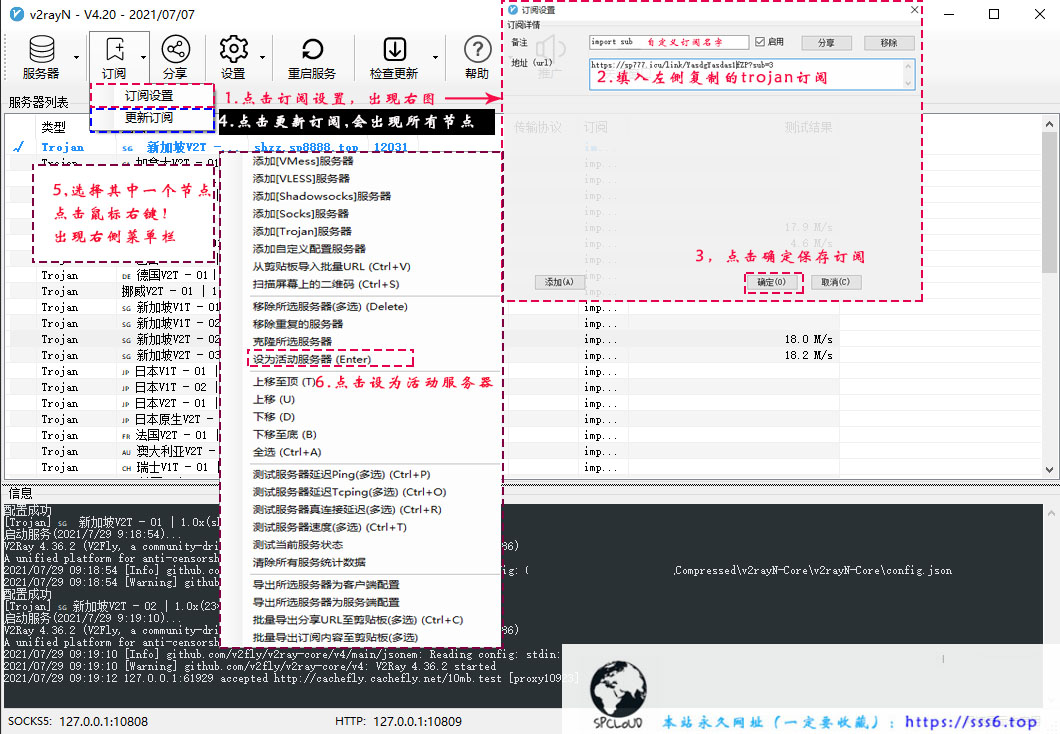 v2rayN - V4.20 - 2021/07/07
服务器
订阅
分享
设置
重启服务
检查更新
帮助
推广
订阅设置
订阅详情
备注
import sub 自定义订阅名字
启用
分享
移除
地址 (url)
2.填入左侧复制的trojan订阅
3，点击确定保存订阅
添加(A)
确定(O)
取消(C)
服务器列表
订阅设置
更新订阅
1.点击订阅设置，出现右图
4.点击更新订阅,会出现所有节点
类型
传输协议
订阅
测试结果
Trojan SG 新加坡V2T - ... shzz.sp8888.top 12031 im...
Trojan 加拿大V2T - 01 imp...
5,选择其中一个节点
点击鼠标右键！
出现右侧菜单栏
imp...
imp...
imp...
imp... 17.9 M/s
imp... 4.6 M/s
imp...
Trojan DE 德国V2T - 01 | imp...
Trojan 挪威V2T - 01 | 1 imp...
Trojan SG 新加坡V1T - 01 imp...
Trojan SG 新加坡V1T - 02 imp...
Trojan SG 新加坡V2T - 02 imp... 18.0 M/s
Trojan SG 新加坡V2T - 03 imp... 18.2 M/s
Trojan JP 日本V1T - 01 | imp...
Trojan JP 日本V1T - 02 | imp...
Trojan JP 日本V2T - 01 | imp...
Trojan JP 日本原生V2T - imp...
Trojan FR 法国V2T - 01 | imp...
Trojan AU 澳大利亚V2T - imp...
Trojan CH 瑞士V1T - 01 | imp...
添加[VMess]服务器
添加[VLESS]服务器
添加[Shadowsocks]服务器
添加[Socks]服务器
添加[Trojan]服务器
添加自定义配置服务器
从剪贴板导入批量URL (Ctrl+V)
扫描屏幕上的二维码 (Ctrl+S)
移除所选服务器(多选) (Delete)
移除重复的服务器
克隆所选服务器
设为活动服务器 (Enter)
上移至顶 (T)
6.点击设为活动服务器
上移 (U)
下移 (D)
下移至底 (B)
全选 (Ctrl+A)
测试服务器延迟Ping(多选) (Ctrl+P)
测试服务器延迟Tcping(多选) (Ctrl+O)
测试服务器真连接延迟(多选) (Ctrl+R)
测试服务器速度(多选) (Ctrl+T)
测试当前服务状态
清除所有服务统计数据
导出所选服务器为客户端配置
导出所选服务器为服务端配置
批量导出分享URL至剪贴板(多选) (Ctrl+C)
批量导出订阅内容至剪贴板(多选)
信息
配置成功
[Trojan] SG 新加坡V2T - 01 | 1.0x(s
启动服务(2021/7/29 9:18:54)...
V2Ray 4.36.2 (V2Fly, a community-dri 86)
A unified platform for anti-censorsh
2021/07/29 09:18:54 [Info] github.co fig: ( ,Compressed\v2rayN-Core\v2rayN-Core\config.json
2021/07/29 09:18:54 [Warning] github
配置成功
[Trojan] SG 新加坡V2T - 02 | 1.0x(23
启动服务(2021/7/29 9:19:10)...
V2Ray 4.36.2 (V2Fly, a community-dri 86)
A unified platform for anti-censorsh
2021/07/29 09:19:10 [Info] github.com/v2fly/v2ray-core/v4/main/jsonem: Reading config: stdin:
2021/07/29 09:19:10 [Warning] github.com/v2fly/v2ray-core/v4: V2Ray 4.36.2 started
2021/07/29 09:19:12 127.0.0.1:61929 accepted http://cachefly.cachefly.net/10mb.test [proxy10923]
SOCKS5: 127.0.0.1:10808
HTTP: 127.0.0.1:10809
SPCLOUD
本站永久网址（一定要收藏）：https://sss6.top